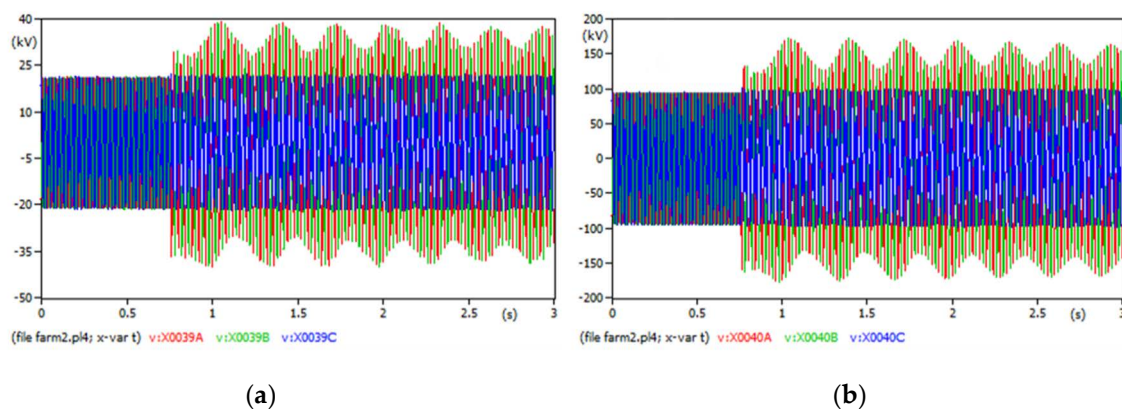 40
(kV)
25
10
-5
-20
-35
-50
0 0.5 1 1.5 2 2.5 (s) 3
(file farm2.pl4; x-var t) v:X0039A v:X0039B v:X0039C
(a)
200
(kV)
150
100
50
0
-50
-100
-150
-200
0 0.5 1 1.5 2 2.5 (s) 3
(file farm2.pl4; x-var t) v:X0040A v:X0040B v:X0040C
(b)